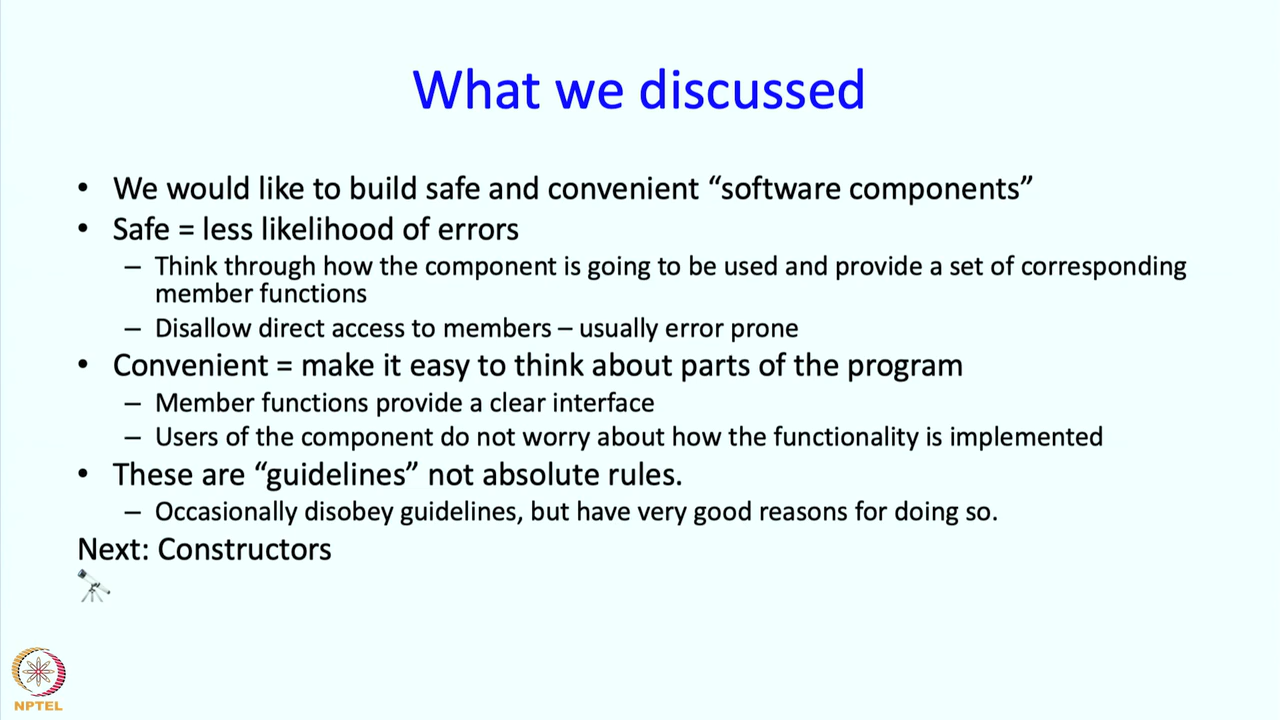 What we discussed
• We would like to build safe and convenient “software components”
• Safe = less likelihood of errors
– Think through how the component is going to be used and provide a set of corresponding
member functions
– Disallow direct access to members – usually error prone
• Convenient = make it easy to think about parts of the program
– Member functions provide a clear interface
– Users of the component do not worry about how the functionality is implemented
• These are “guidelines” not absolute rules.
– Occasionally disobey guidelines, but have very good reasons for doing so.
Next: Constructors
NPTEL